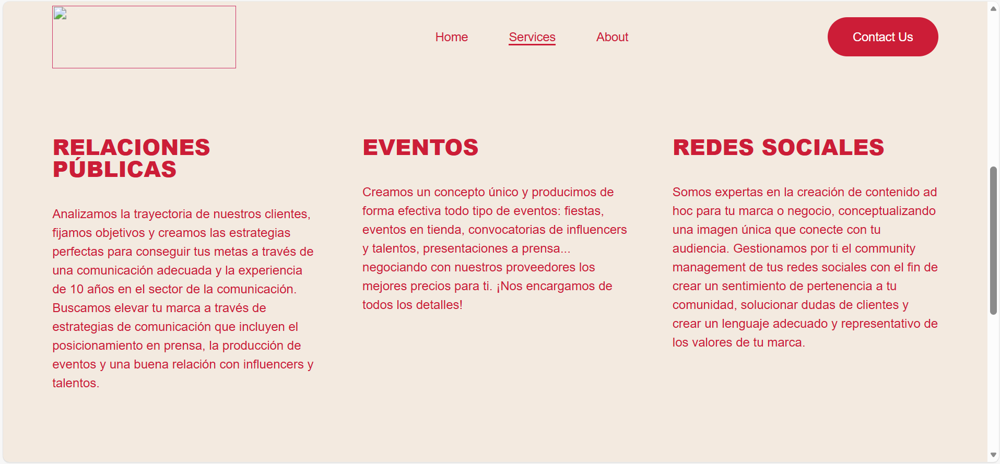 Home
Services
About
Contact Us
RELACIONES
PÚBLICAS
Analizamos la trayectoria de nuestros clientes,
fijamos objetivos y creamos las estrategias
perfectas para conseguir tus metas a través de
una comunicación adecuada y la experiencia
de 10 años en el sector de la comunicación.
Buscamos elevar tu marca a través de
estrategias de comunicación que incluyen el
posicionamiento en prensa, la producción de
eventos y una buena relación con influencers y
talentos.
EVENTOS
Creamos un concepto único y producimos de
forma efectiva todo tipo de eventos: fiestas,
eventos en tienda, convocatorias de influencers
y talentos, presentaciones a prensa...
negociando con nuestros proveedores los
mejores precios para ti. ¡Nos encargamos de
todos los detalles!
REDES SOCIALES
Somos expertas en la creación de contenido ad
hoc para tu marca o negocio, conceptualizando
una imagen única que conecte con tu
audiencia. Gestionamos por ti el community
management de tus redes sociales con el fin de
crear un sentimiento de pertenencia a tu
comunidad, solucionar dudas de clientes y
crear un lenguaje adecuado y representativo de
los valores de tu marca.